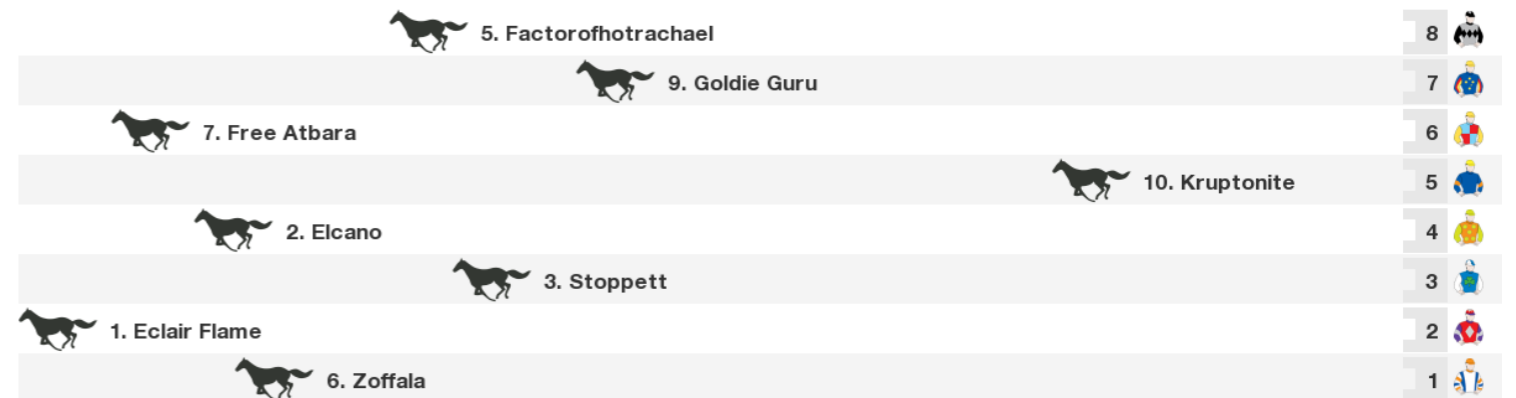 5. Factorofhotrachael 8
9. Goldie Guru 7
7. Free Atbara 6
10. Kruptonite 5
2. Elcano 4
3. Stoppett 3
1. Eclair Flame 2
6. Zoffala 1